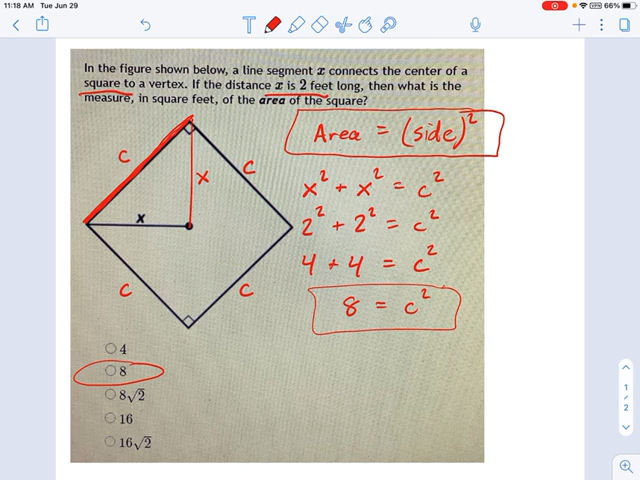 11:18 AM Tue Jun 29
VPN 66%
T
In the figure shown below, a line segment x connects the center of a
square to a vertex. If the distance x is 2 feet long, then what is the
measure, in square feet, of the area of the square?
Area = (side)²
c
c
x
x
x² + x² = c²
2² + 2² = c²
4 + 4 = c²
c
c
8 = c²
4
8
8√2
16
16√2
1
/
2